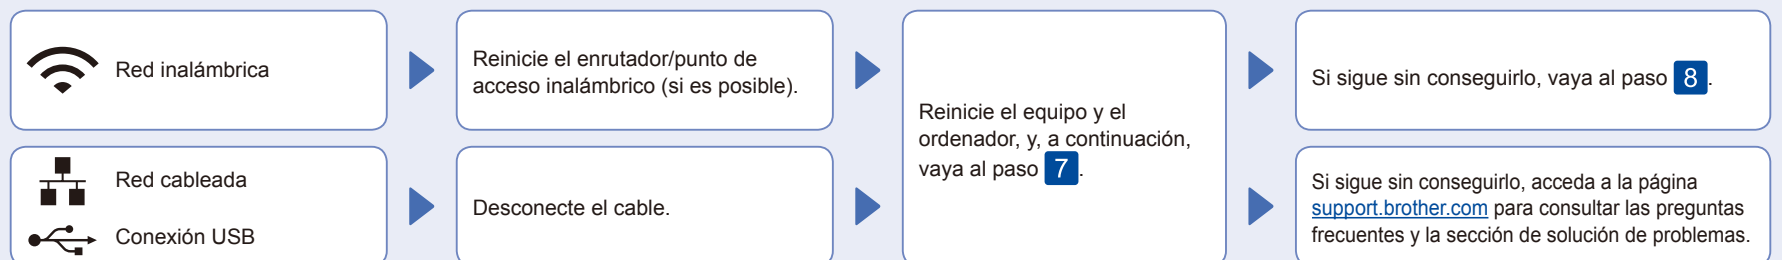 Red inalámbrica
Reinicie el enrutador/punto de
acceso inalámbrico (si es posible).
Reinicie el equipo y el
ordenador, y, a continuación,
vaya al paso 7.
Si sigue sin conseguirlo, vaya al paso 8.
Red cableada
Conexión USB
Desconecte el cable.
Si sigue sin conseguirlo, acceda a la página
support.brother.com para consultar las preguntas
frecuentes y la sección de solución de problemas.